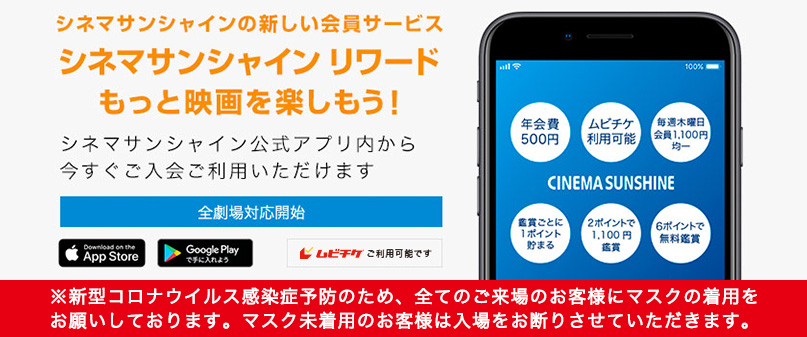 シネマサンシャインの新しい会員サービス
シネマサンシャイン リワード
もっと映画を楽しもう！
シネマサンシャイン公式アプリ内から
今すぐご入会ご利用いただけます
全劇場対応開始
Download on the
App Store
Google Play
で手に入れよう
ムビチケ ご利用可能です
100%
年会費
500円
ムビチケ
利用可能
毎週木曜日
会員1,100円
均一
CINEMA SUNSHINE
鑑賞ごとに
1ポイント
貯まる
2ポイントで
1,100円
鑑賞
6ポイントで
無料鑑賞
※新型コロナウイルス感染症予防のため、全てのご来場のお客様にマスクの着用を
お願いしております。マスク未着用のお客様は入場をお断りさせていただきます。